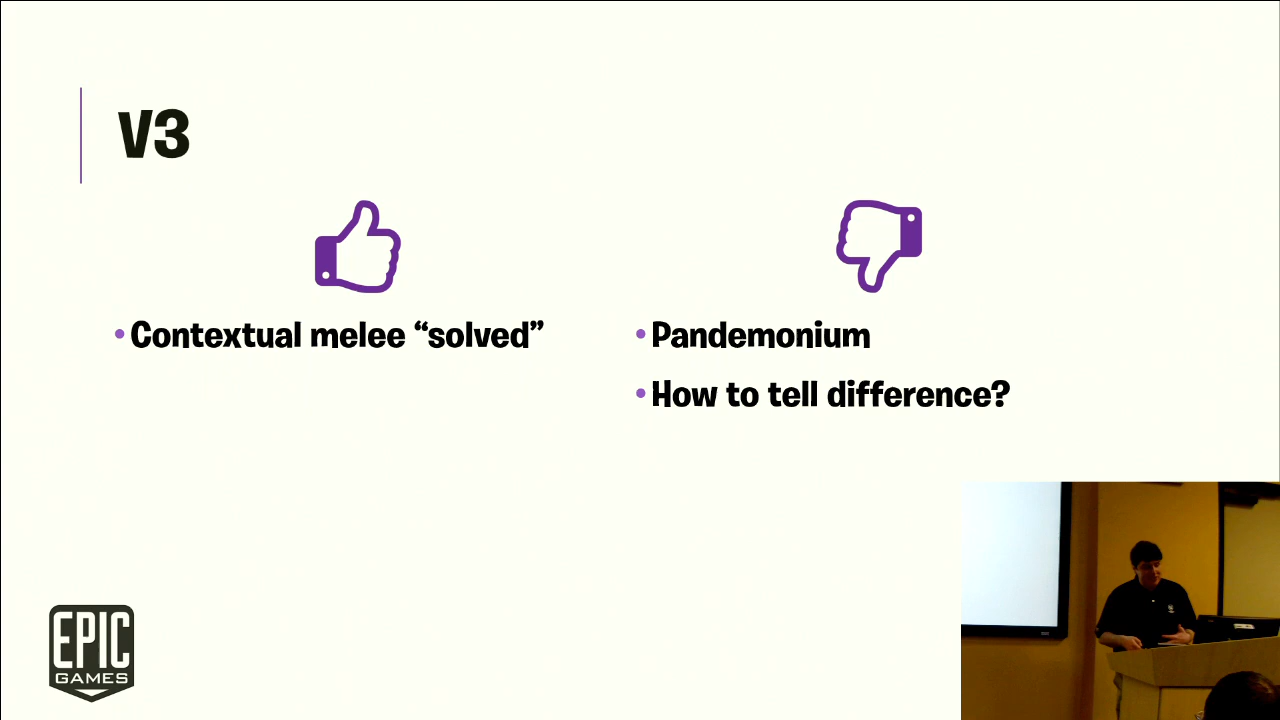 V3
• Contextual melee “solved”
• Pandemonium
• How to tell difference?
EPIC
GAMES